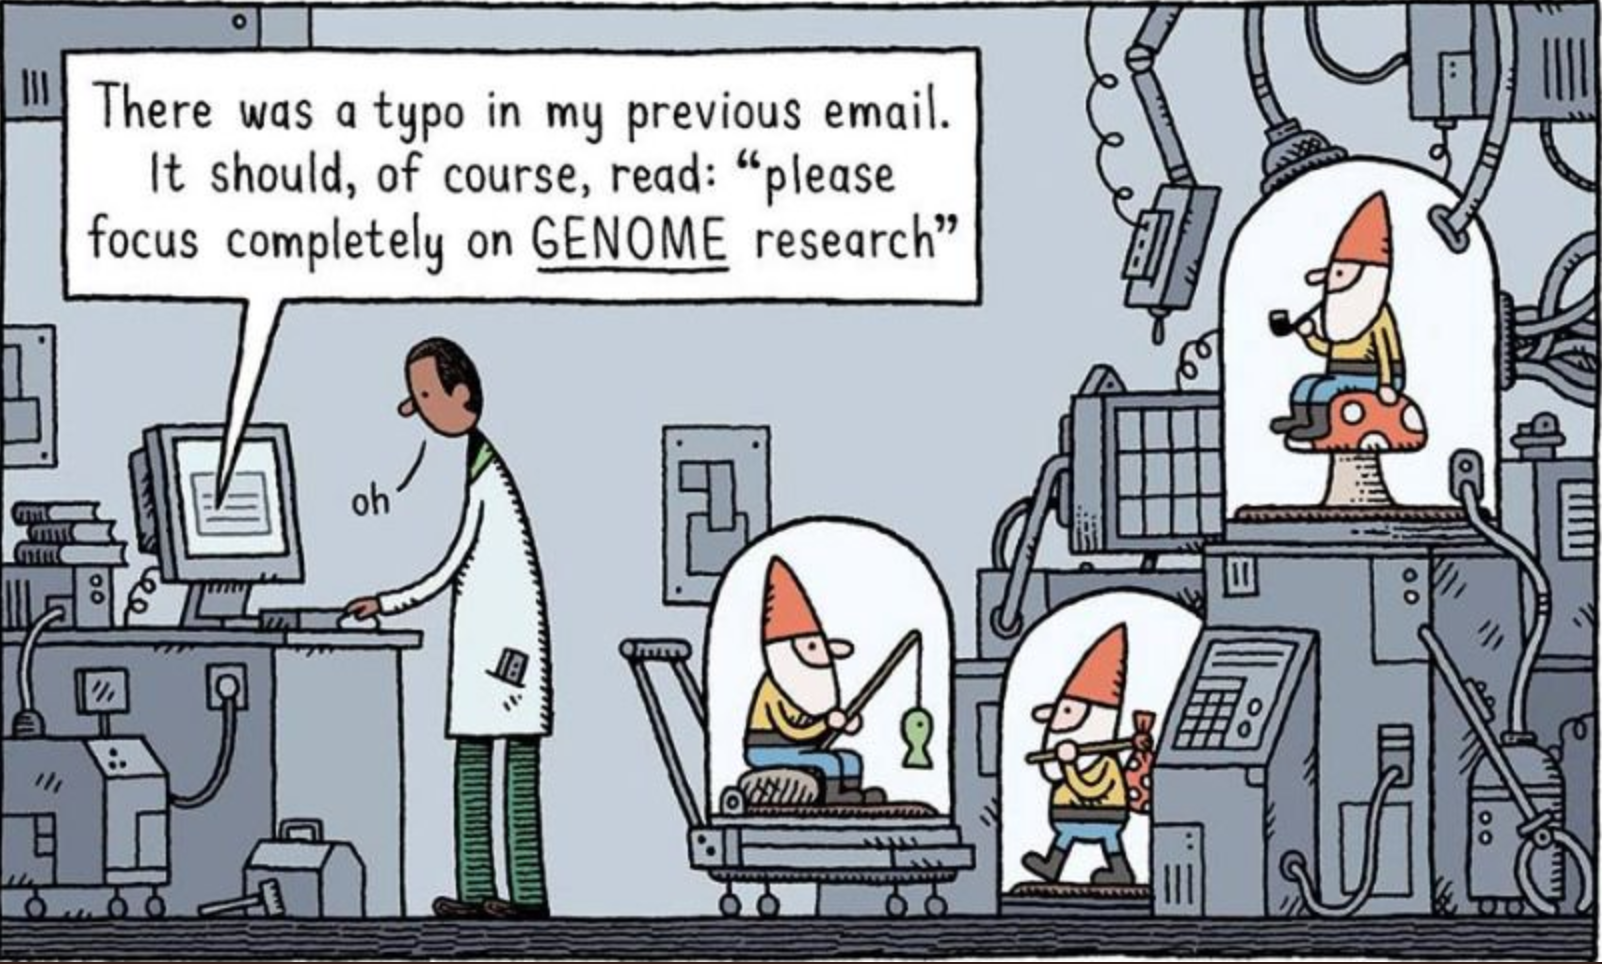 There was a typo in my previous email.
It should, of course, read: “please
focus completely on GENOME research”
oh